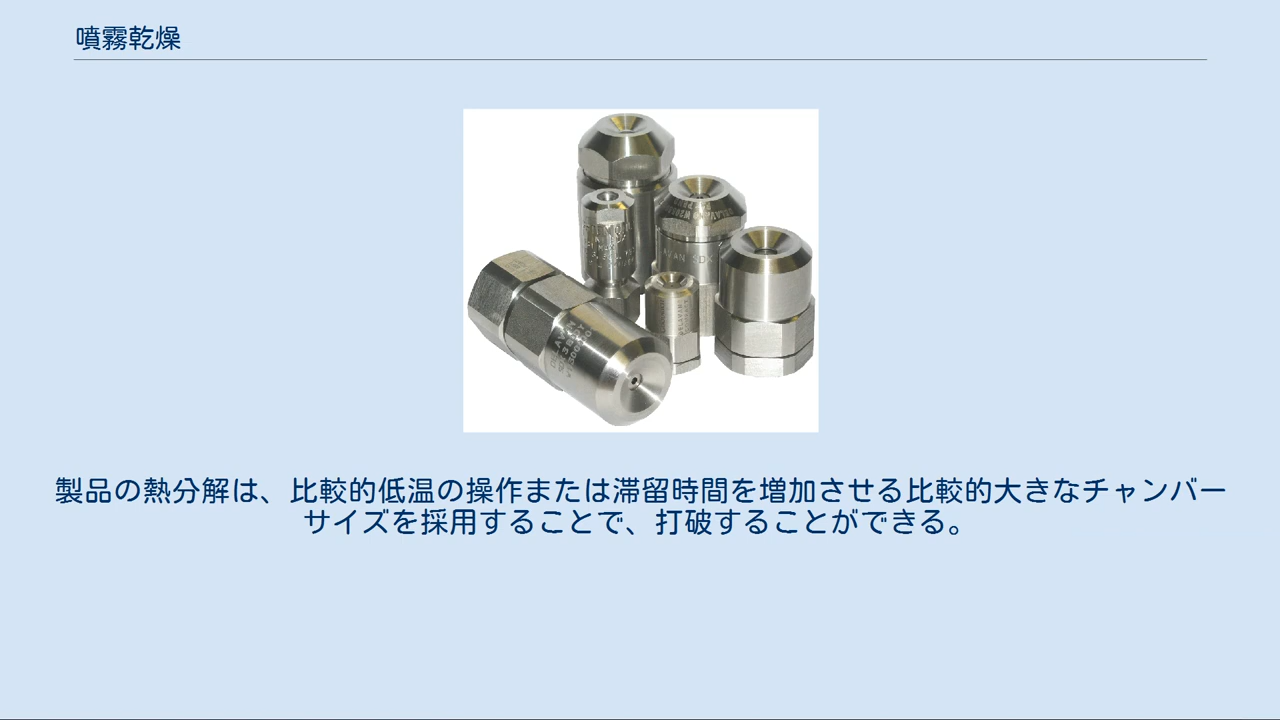 噴霧乾燥
製品の熱分解は、比較的低温の操作または滞留時間を増加させる比較的大きなチャンバー
サイズを採用することで、打破することができる。